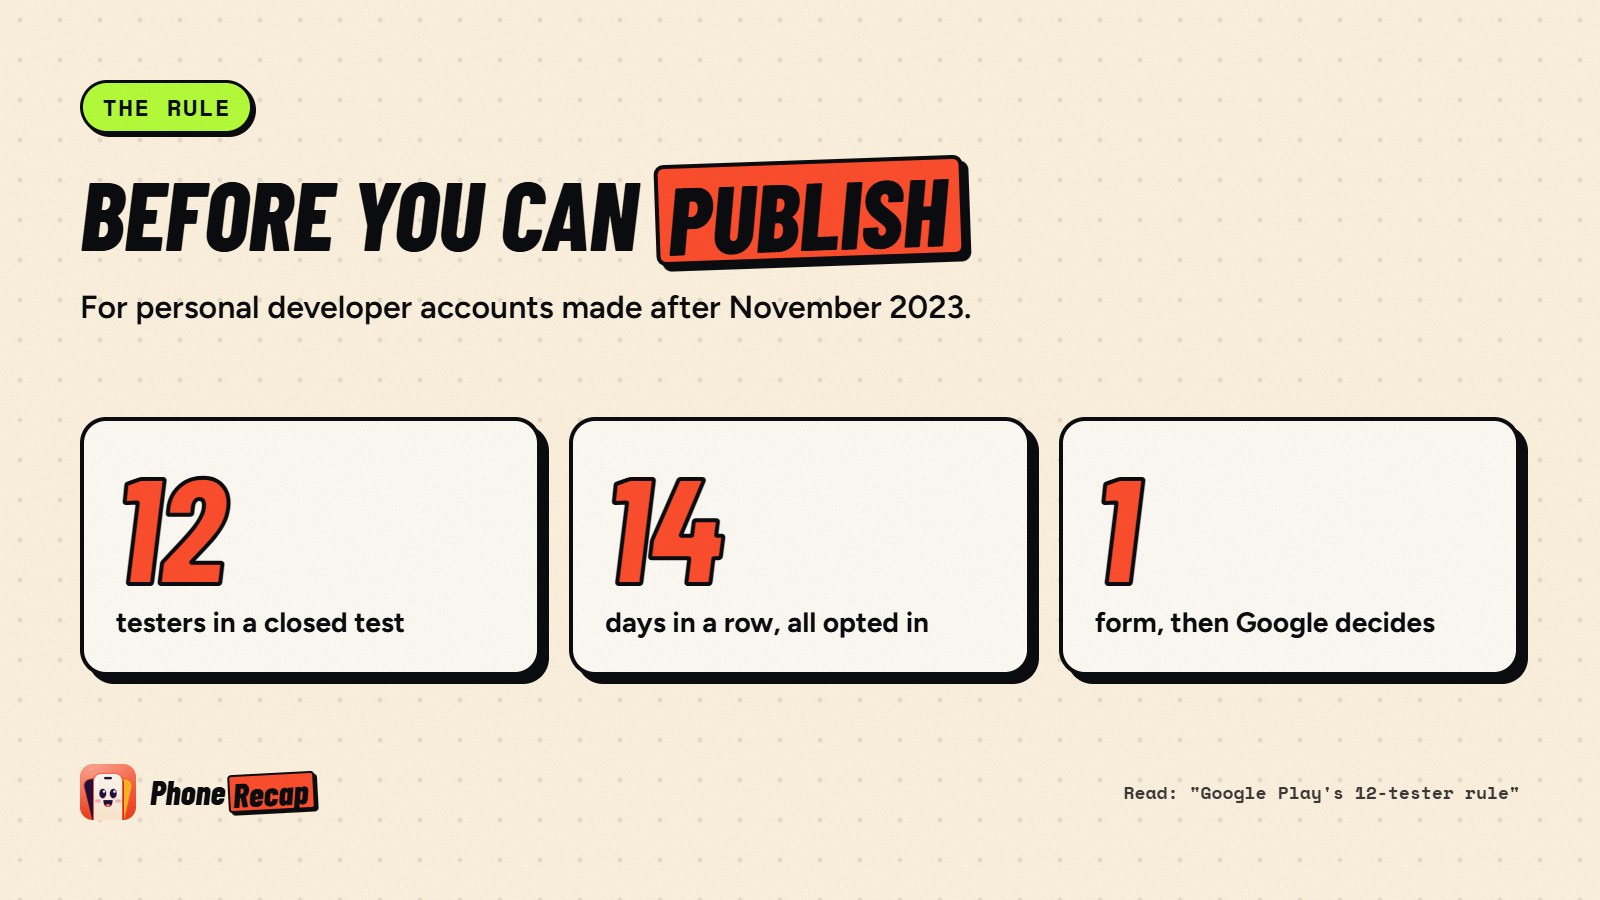 THE RULE
BEFORE YOU CAN PUBLISH
For personal developer accounts made after November 2023.
12
testers in a closed test
14
days in a row, all opted in
1
form, then Google decides
Phone Recap
Read: "Google Play's 12-tester rule"